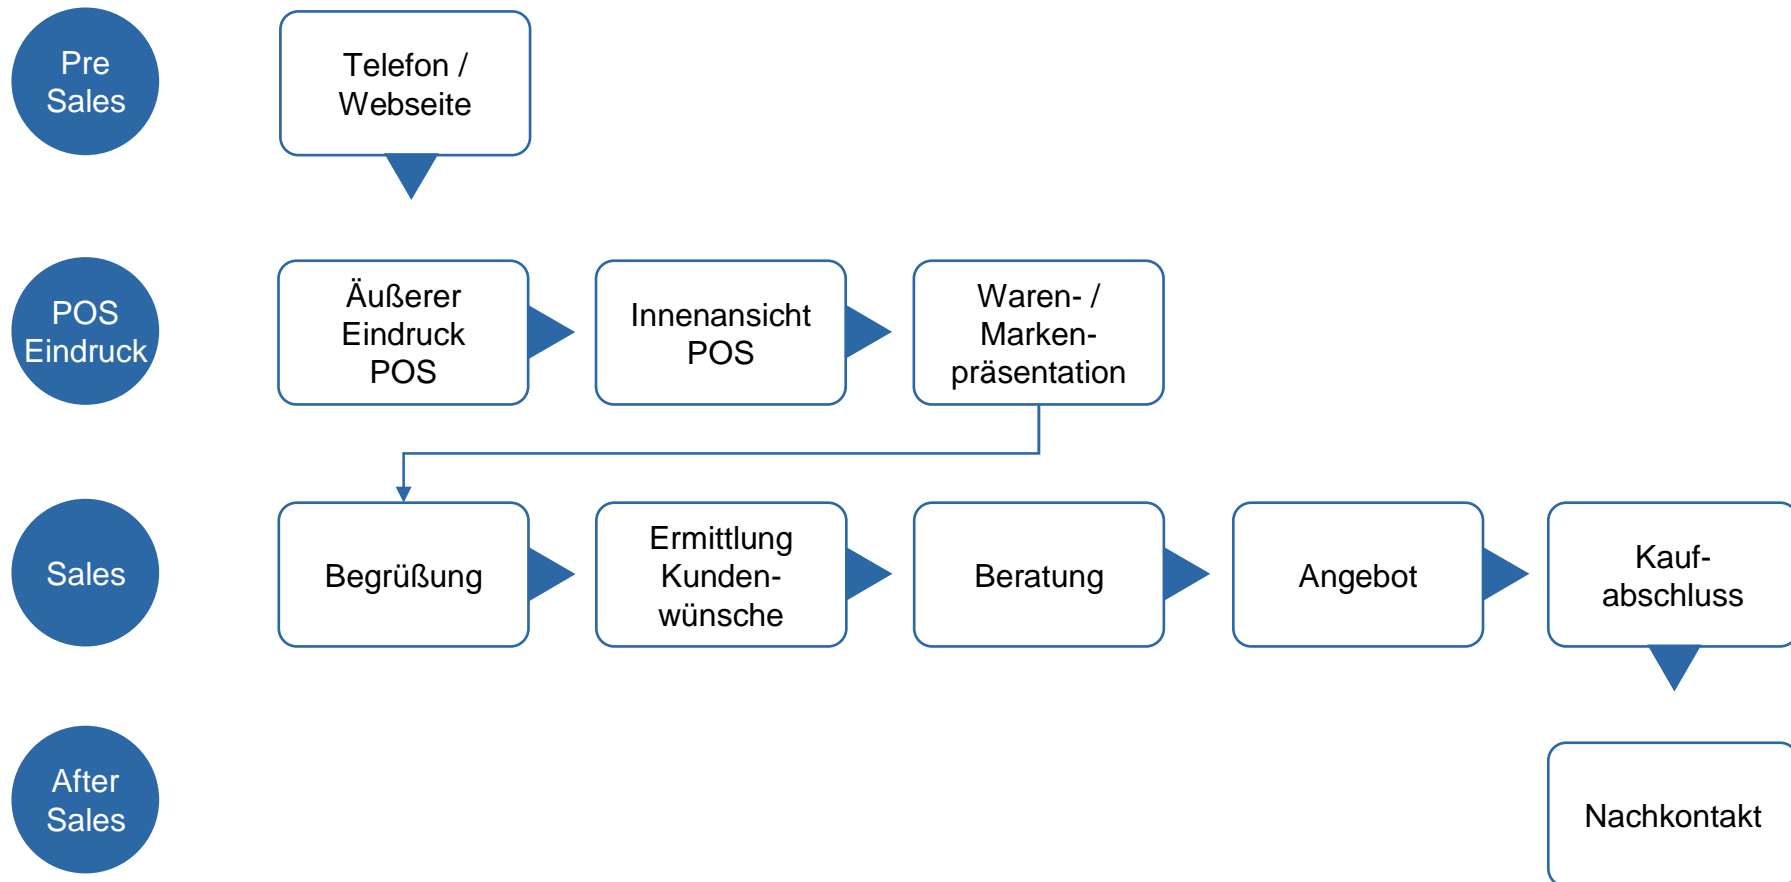 Pre
Sales
Telefon /
Webseite
POS
Eindruck
Äußerer
Eindruck
POS
Innenansicht
POS
Waren- /
Marken-
präsentation
Sales
Begrüßung
Ermittlung
Kunden-
wünsche
Beratung
Angebot
Kauf-
abschluss
After
Sales
Nachkontakt